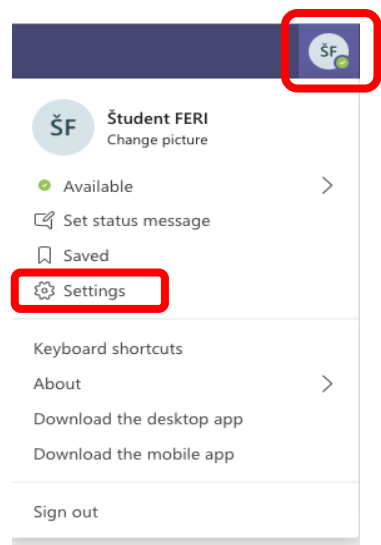 ŠF
ŠF
Študent FERI
Change picture
Available
Set status message
Saved
Settings
Keyboard shortcuts
About
Download the desktop app
Download the mobile app
Sign out